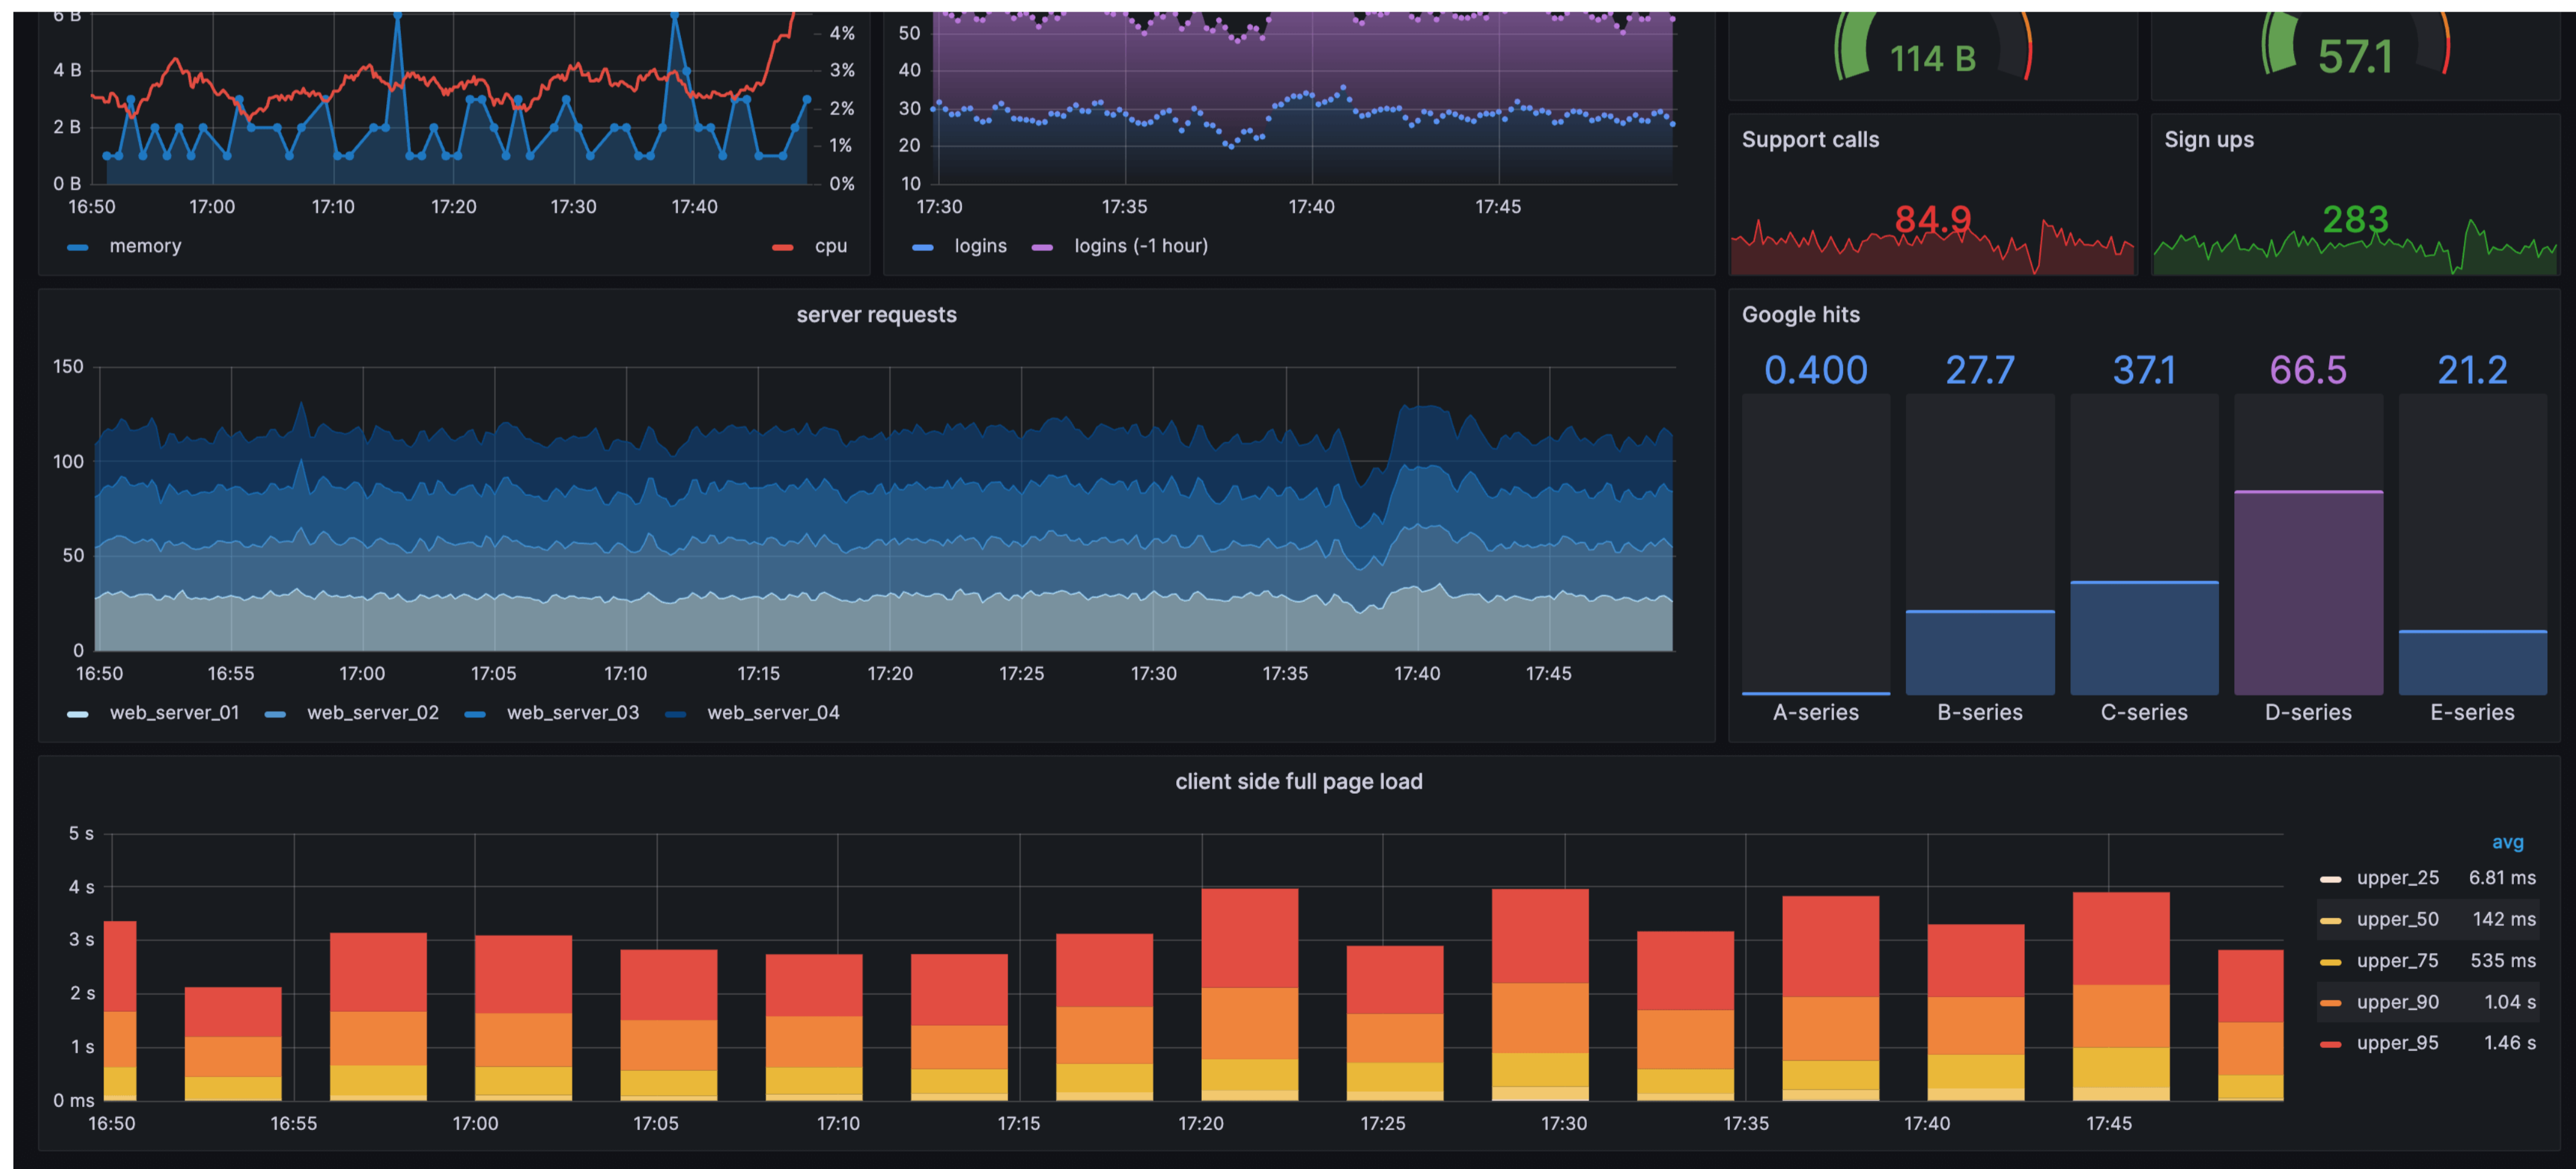 6 B
4 B
2 B
0 B
4%
3%
2%
1%
0%
16:50 17:00 17:10 17:20 17:30 17:40
memory cpu
50
40
30
20
10
17:30 17:35 17:40 17:45
logins logins (-1 hour)
114 B
57.1
Support calls
84.9
Sign ups
283
server requests
150
100
50
0
16:50 16:55 17:00 17:05 17:10 17:15 17:20 17:25 17:30 17:35 17:40 17:45
web_server_01 web_server_02 web_server_03 web_server_04
Google hits
0.400 27.7 37.1 66.5 21.2
A-series B-series C-series D-series E-series
client side full page load
5 s
4 s
3 s
2 s
1 s
0 ms
16:50 16:55 17:00 17:05 17:10 17:15 17:20 17:25 17:30 17:35 17:40 17:45
avg
upper_25 6.81 ms
upper_50 142 ms
upper_75 535 ms
upper_90 1.04 s
upper_95 1.46 s